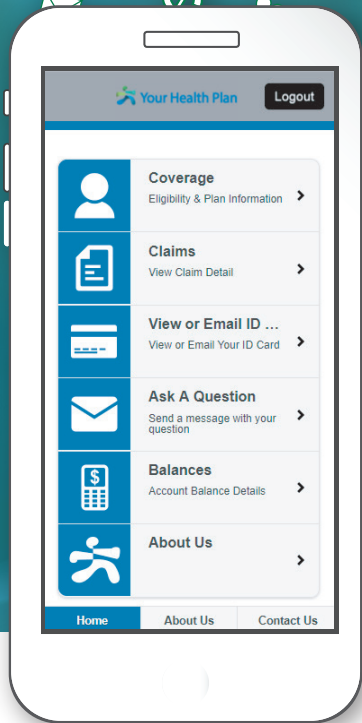 Your Health Plan
Logout
Coverage
Eligibility & Plan Information
Claims
View Claim Detail
View or Email ID ...
View or Email Your ID Card
Ask A Question
Send a message with your
question
Balances
Account Balance Details
$
About Us
Home
About Us
Contact Us